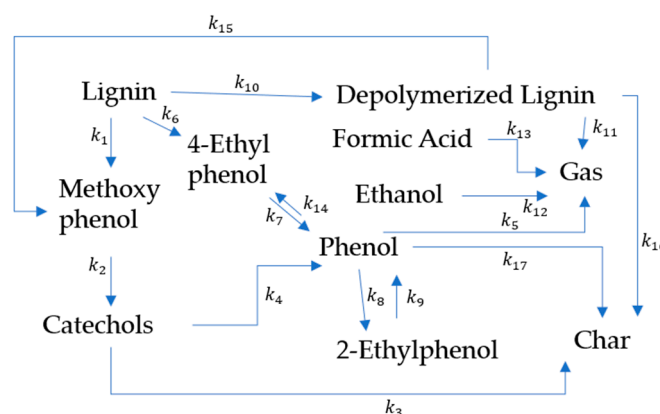 k15
Lignin
k10
Depolymerized Lignin
k6
k1
4-Ethyl
phenol
Formic Acid
k13
k11
Gas
Methoxy
phenol
Ethanol
k12
k14
k7
k5
Phenol
k17
k2
k4
k8
k9
Catechols
2-Ethylphenol
Char
k3